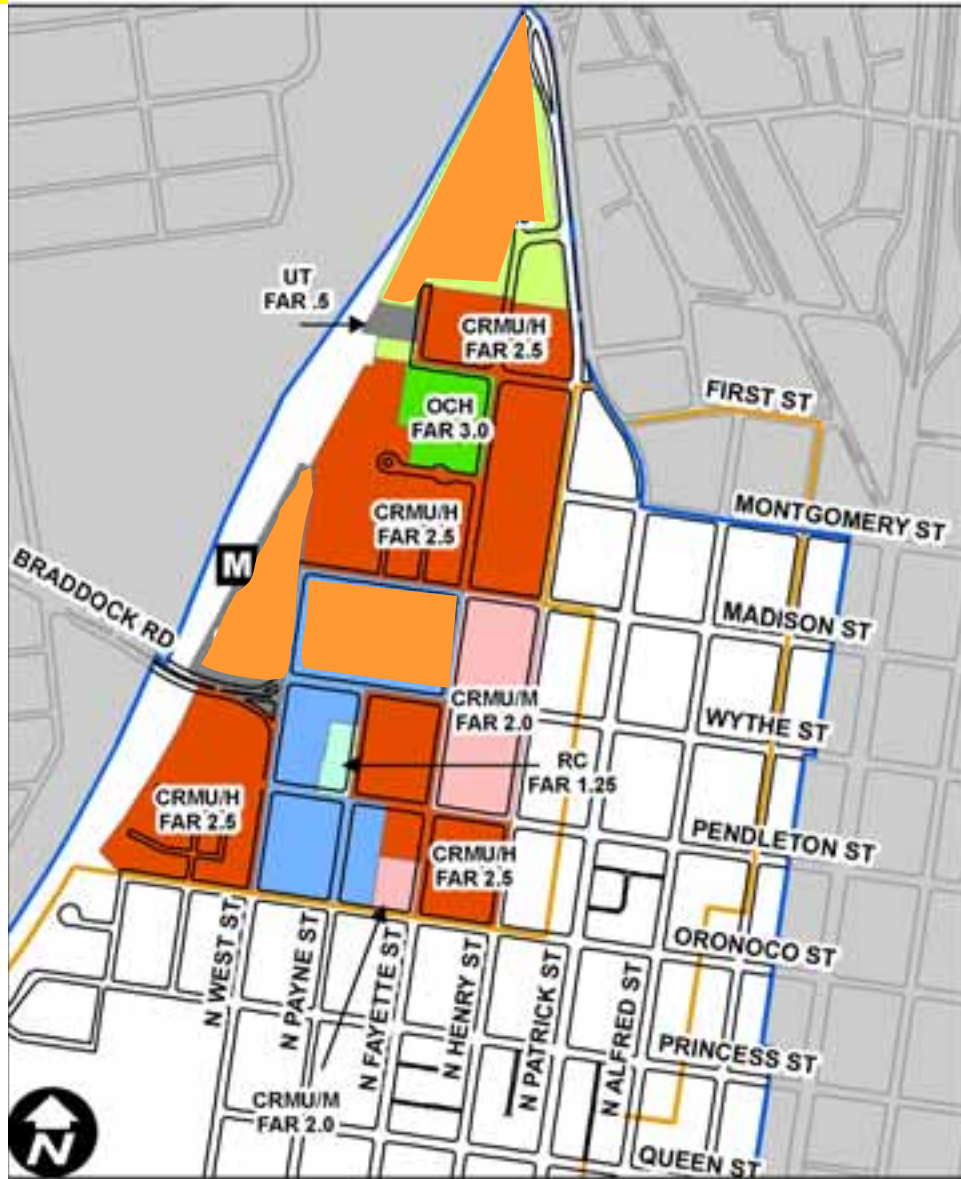 UT
FAR .5
CRMU/H
FAR 2.5
FIRST ST
OCH
FAR 3.0
MONTGOMERY ST
CRMU/H
FAR 2.5
M
BRADDOCK RD
MADISON ST
CRMU/M
FAR 2.0
WYTHE ST
RC
FAR 1.25
CRMU/H
FAR 2.5
PENDLETON ST
CRMU/H
FAR 2.5
ORONOCO ST
N WEST ST
N PAYNE ST
N FAYETTE ST
N HENRY ST
N PATRICK ST
N ALFRED ST
PRINCESS ST
CRMU/M
FAR 2.0
N
QUEEN ST